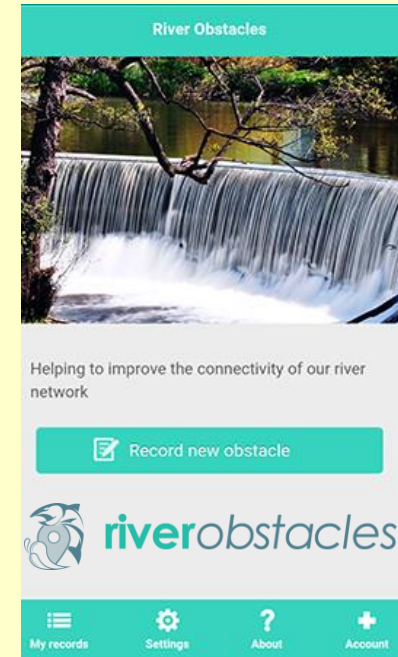 River Obstacles
Helping to improve the connectivity of our river
network
Record new obstacle
riverobstacles
My records
Settings
About
Account